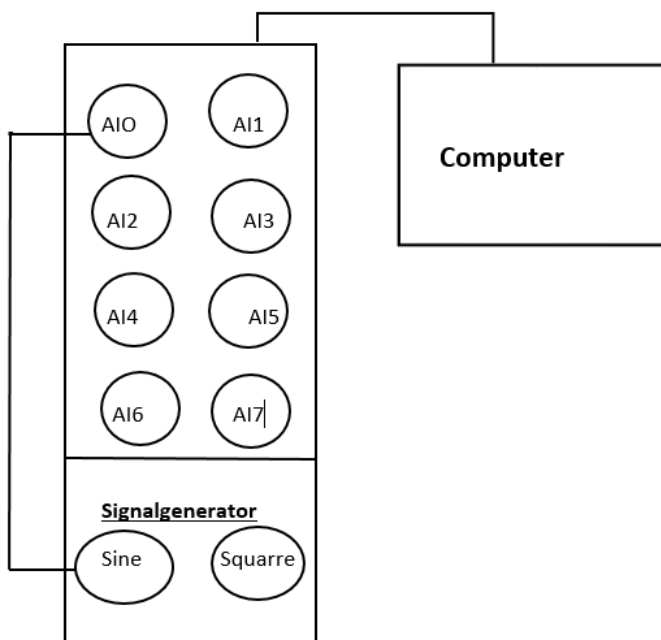 AIO
AI1
Computer
AI2
AI3
AI4
AI5
AI6
AI7
Signalgenerator
Sine
Squarre